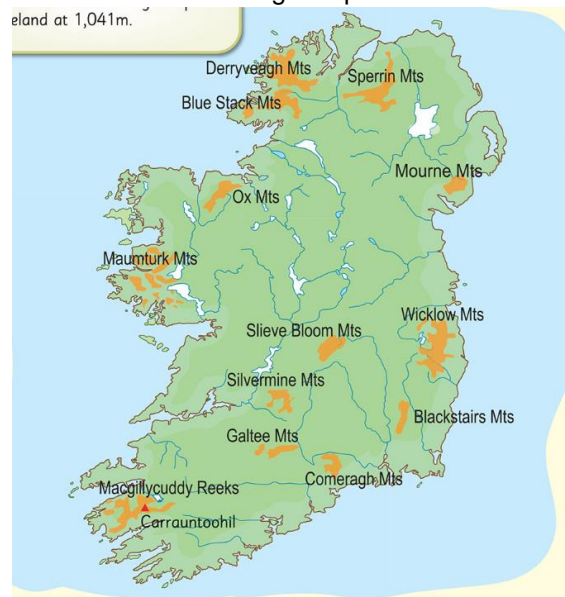 eland at 1,041m.
Derryveagh Mts
Sperrin Mts
Blue Stack Mts
Mourne Mts
Ox Mts
Maumturk Mts
Wicklow Mts
Slieve Bloom Mts
Silvermine Mts
Blackstairs Mts
Galtee Mts
Comeragh Mts
Macgillycuddy Reeks
Carrauntoohil